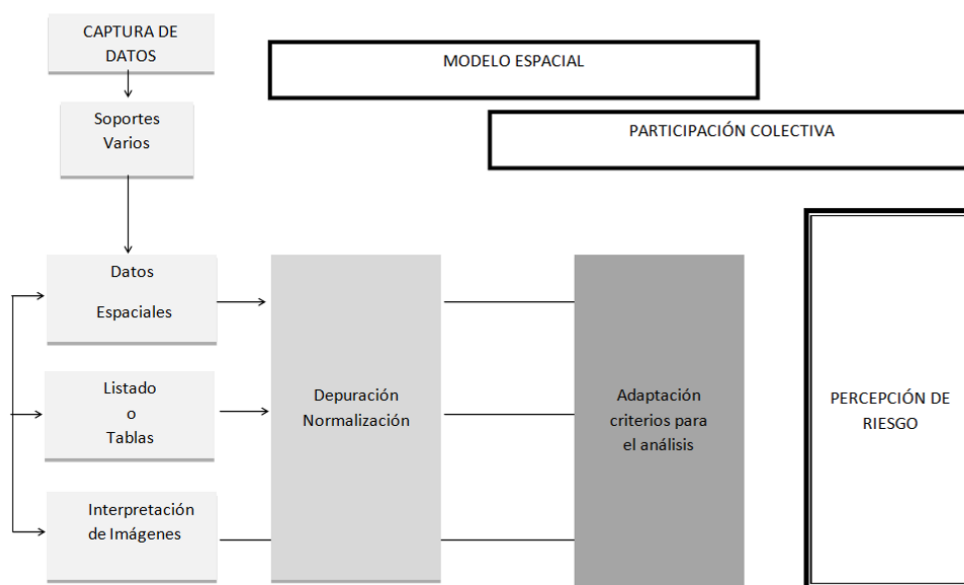 CAPTURA DE
DATOS
MODELO ESPACIAL
Soportes
Varios
PARTICIPACIÓN COLECTIVA
Datos
Espaciales
Listado
o
Tablas
Interpretación
de Imágenes
Depuración
Normalización
Adaptación
criterios para
el análisis
PERCEPCIÓN DE
RIESGO